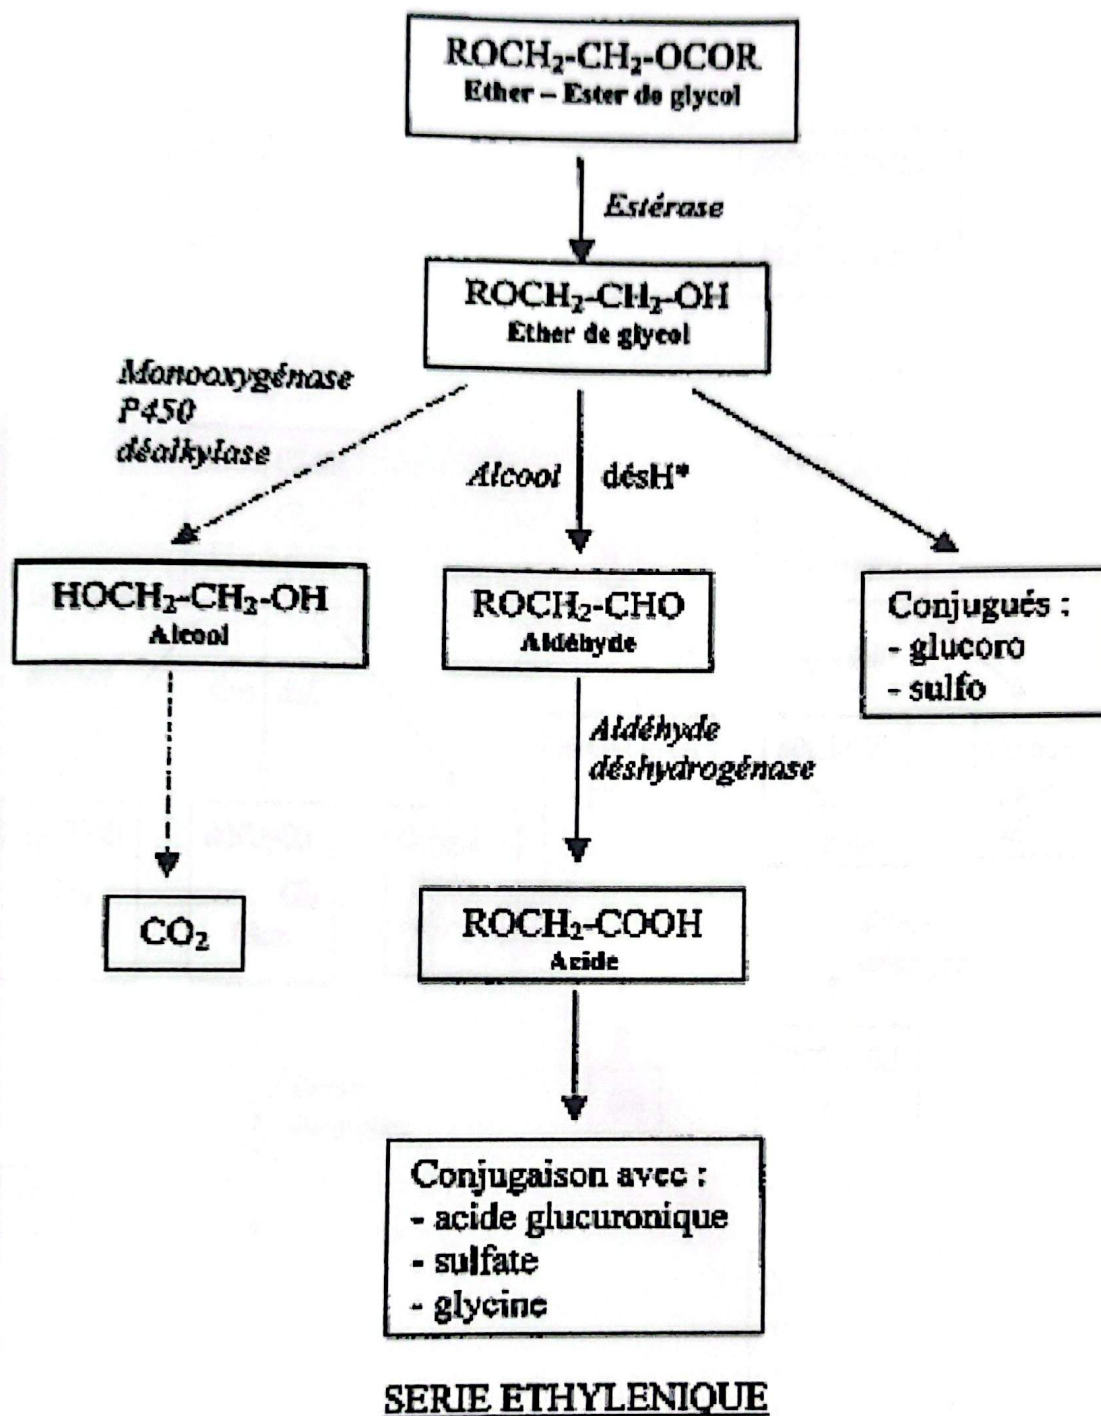 ROCH₂-CH₂-OCOR
Ether – Ester de glycol
Estérase
ROCH₂-CH₂-OH
Ether de glycol
Monooxygénase
P450
déalkylase
Alcool désH*
HOCH₂-CH₂-OH
Alcool
ROCH₂-CHO
Aldéhyde
Conjugués :
- glucoro
- sulfo
Aldéhyde
déshydrogénase
CO₂
ROCH₂-COOH
Acide
Conjugaison avec :
- acide glucuronique
- sulfate
- glycine
SERIE ETHYLENIQUE